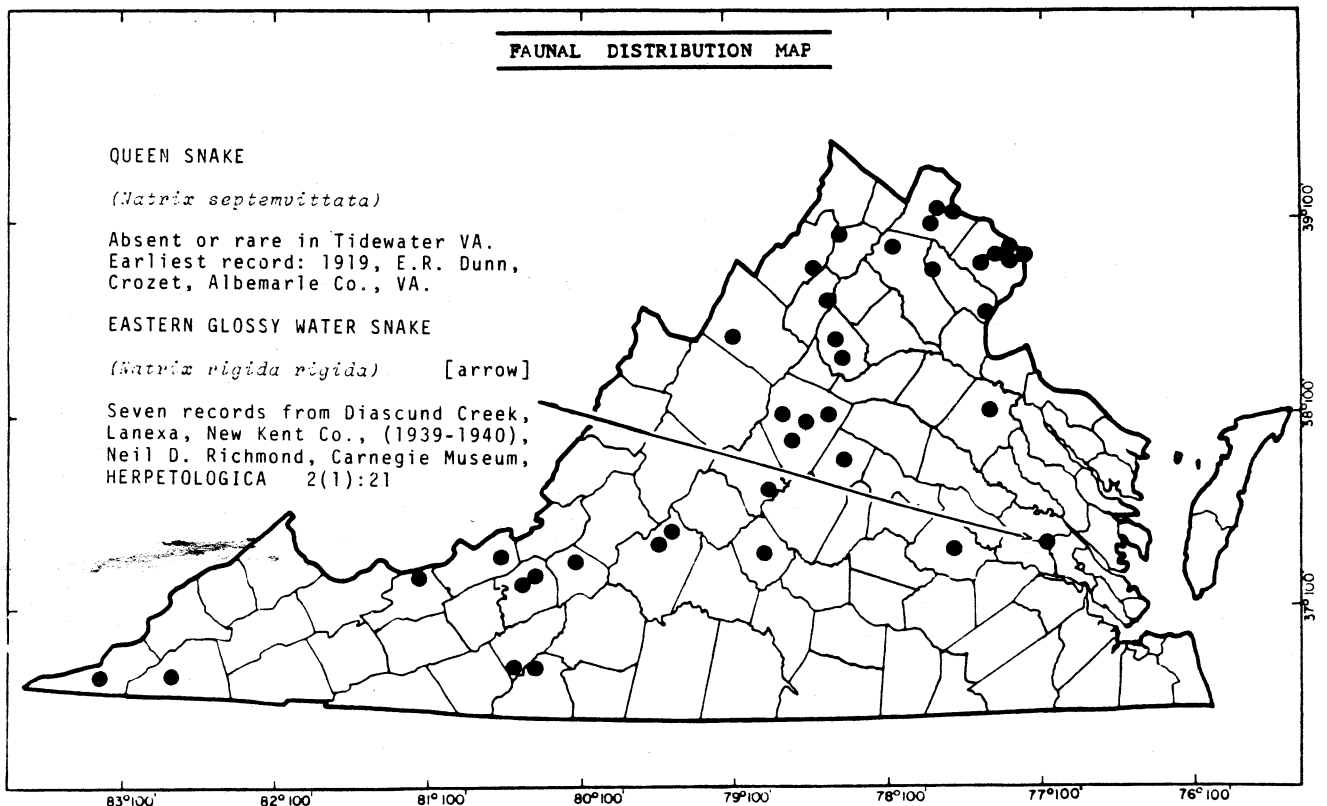 FAUNAL DISTRIBUTION MAP
QUEEN SNAKE
(Natrix septemvittata)
Absent or rare in Tidewater VA.
Earliest record: 1919, E.R. Dunn,
Crozet, Albemarle Co., VA.
EASTERN GLOSSY WATER SNAKE
(Natrix rigida rigida) [arrow]
Seven records from Diascund Creek,
Lanexa, New Kent Co., (1939-1940),
Neil D. Richmond, Carnegie Museum,
HERPETOLOGICA 2(1):21
39°00'
38°00'
37°00'
83°00'
82°00'
81°00'
80°00'
79°00'
78°00'
77°00'
76°00'